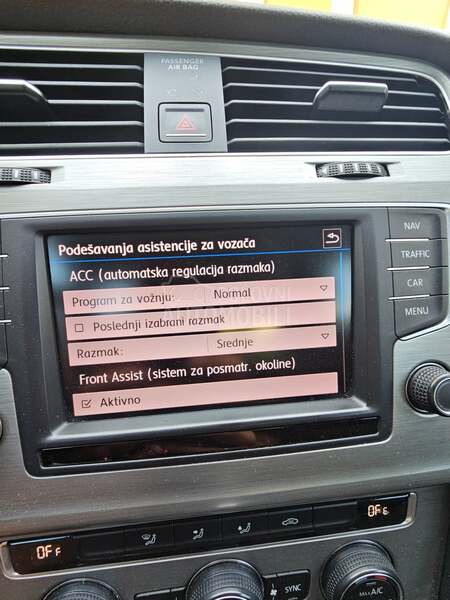 PASSENGER
AIR BAG
NAV
TRAFFIC
CAR
MENU
Podešavanja asistencije za vozača
ACC (automatska regulacija razmaka)
Program za vožnju: Normal
Poslednji izabrani razmak
Razmak: Srednje
Front Assist (sistem za posmatr. okoline)
Aktivno
OFF
OFF
SYNC
MAX A/C